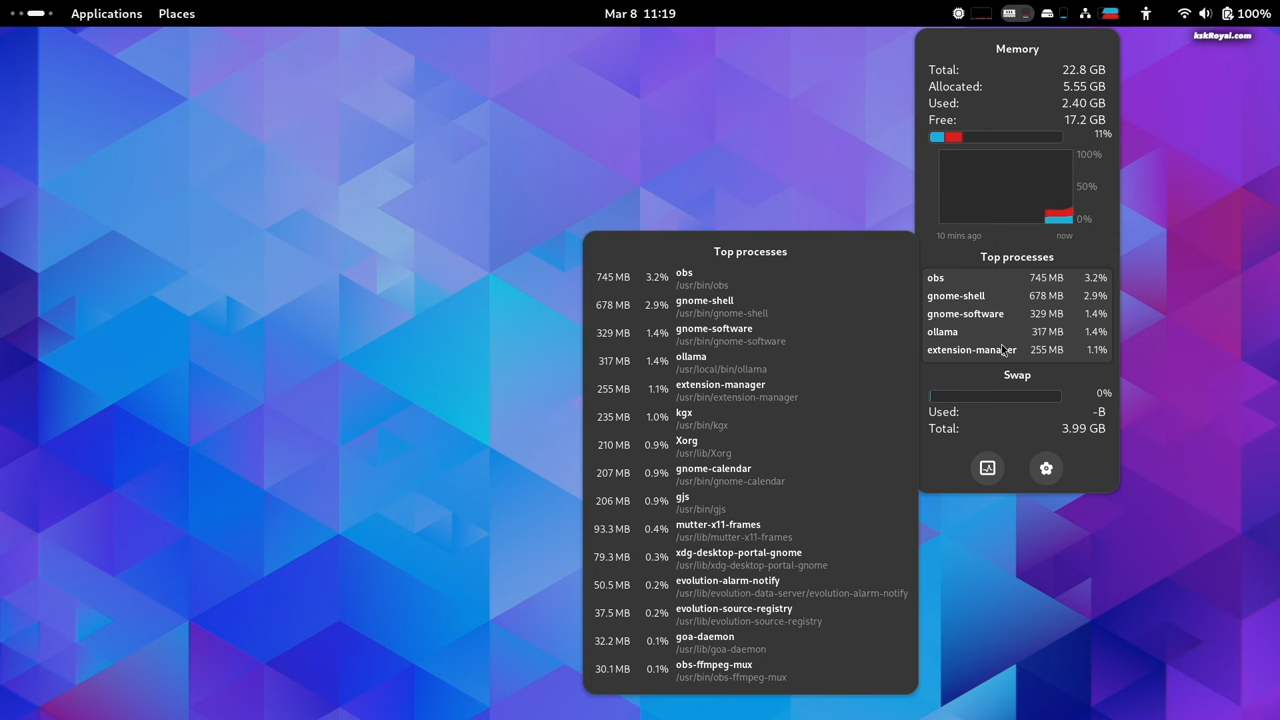 Applications Places Mar 8 11:19 100%
kskRoyal.com
Memory
Total: 22.8 GB
Allocated: 5.55 GB
Used: 2.40 GB
Free: 17.2 GB
11%
100%
50%
0%
10 mins ago now
Top processes
obs 745 MB 3.2%
gnome-shell 678 MB 2.9%
gnome-software 329 MB 1.4%
ollama 317 MB 1.4%
extension-manager 255 MB 1.1%
Swap
0%
Used: -B
Total: 3.99 GB
Top processes
745 MB 3.2% obs
/usr/bin/obs
678 MB 2.9% gnome-shell
/usr/bin/gnome-shell
329 MB 1.4% gnome-software
/usr/bin/gnome-software
317 MB 1.4% ollama
/usr/local/bin/ollama
255 MB 1.1% extension-manager
/usr/bin/extension-manager
235 MB 1.0% kgx
/usr/bin/kgx
210 MB 0.9% Xorg
/usr/lib/Xorg
207 MB 0.9% gnome-calendar
/usr/bin/gnome-calendar
206 MB 0.9% gjs
/usr/bin/gjs
93.3 MB 0.4% mutter-x11-frames
/usr/lib/mutter-x11-frames
79.3 MB 0.3% xdg-desktop-portal-gnome
/usr/lib/xdg-desktop-portal-gnome
50.5 MB 0.2% evolution-alarm-notify
/usr/lib/evolution-data-server/evolution-alarm-notify
37.5 MB 0.2% evolution-source-registry
/usr/lib/evolution-source-registry
32.2 MB 0.1% goa-daemon
/usr/lib/goa-daemon
30.1 MB 0.1% obs-ffmpeg-mux
/usr/bin/obs-ffmpeg-mux